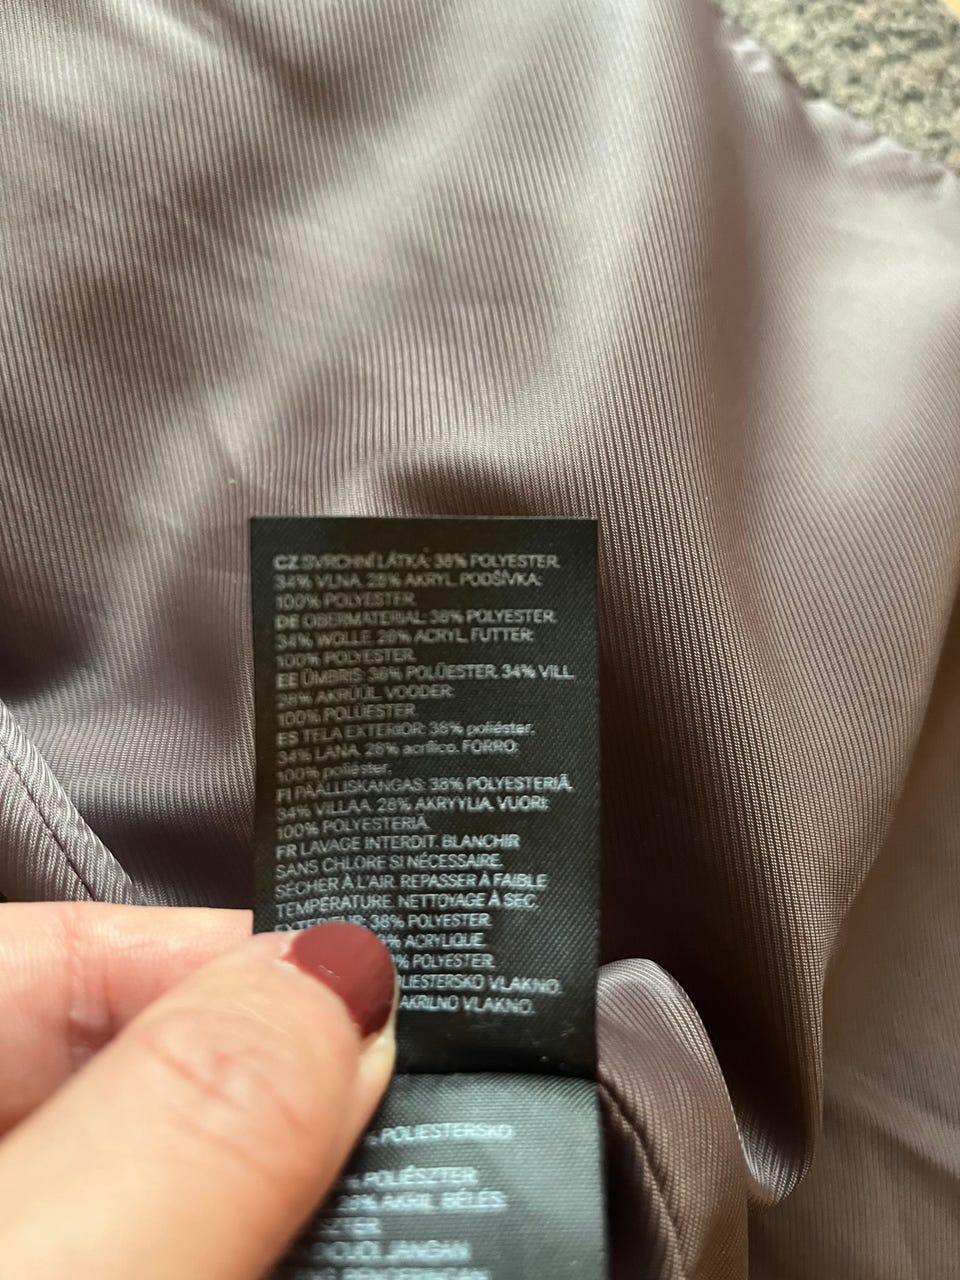 CZ SVRCHNÍ LÁTKA: 38% POLYESTER.
34% VLNA. 28% AKRYL. PODŠÍVKA:
100% POLYESTER.
DE OBERMATERIAL: 38% POLYESTER.
34% WOLLE. 28% ACRYL. FUTTER:
100% POLYESTER.
EE ÜMBRIS: 38% POLÜESTER. 34% VILL.
28% AKRÜÜL. VOODER:
100% POLÜESTER
ES TELA EXTERIOR: 38% poliéster.
34% LANA. 28% acrílico. FORRO:
100% poliéster.
FI PÄÄLLISKANGAS: 38% POLYESTERIÄ.
34% VILLAA. 28% AKRYYLIA. VUORI:
100% POLYESTERIÄ.
FR LAVAGE INTERDIT. BLANCHIR
SANS CHLORE SI NÉCESSAIRE.
SÉCHER À L'AIR. REPASSER À FAIBLE
TEMPÉRATURE. NETTOYAGE À SEC.
EXTÉRIEUR: 38% POLYESTER.
% ACRYLIQUE.
% POLYESTER.
POLIESTERSKO VLAKNO.
AKRILNO VLAKNO.
% POLIESTERSKO
% POLIÉSZTER.
28% AKRIL. BÉLÉS:
JANGAN